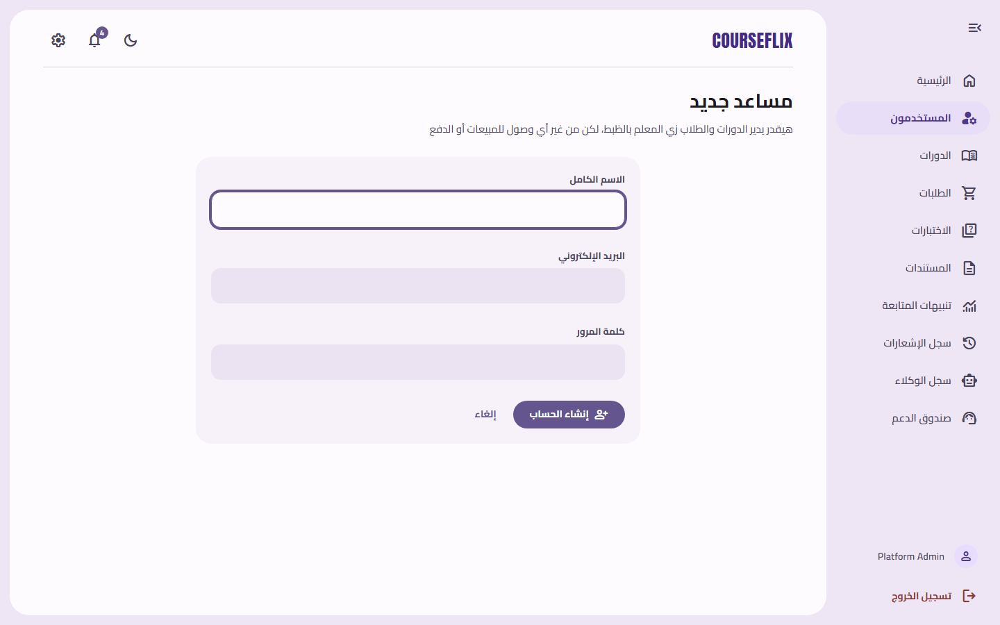 COURSEFLIX
4
مساعد جديد
هيقدر يدير الدورات والطلاب زي المعلم بالظبط، لكن من غير أي وصول للمبيعات أو الدفع
الاسم الكامل
البريد الإلكتروني
كلمة المرور
إنشاء الحساب
إلغاء
الرئيسية
المستخدمون
الدورات
الطلبات
الاختبارات
المستندات
تنبيهات المتابعة
سجل الإشعارات
سجل الوكلاء
صندوق الدعم
Platform Admin
تسجيل الخروج